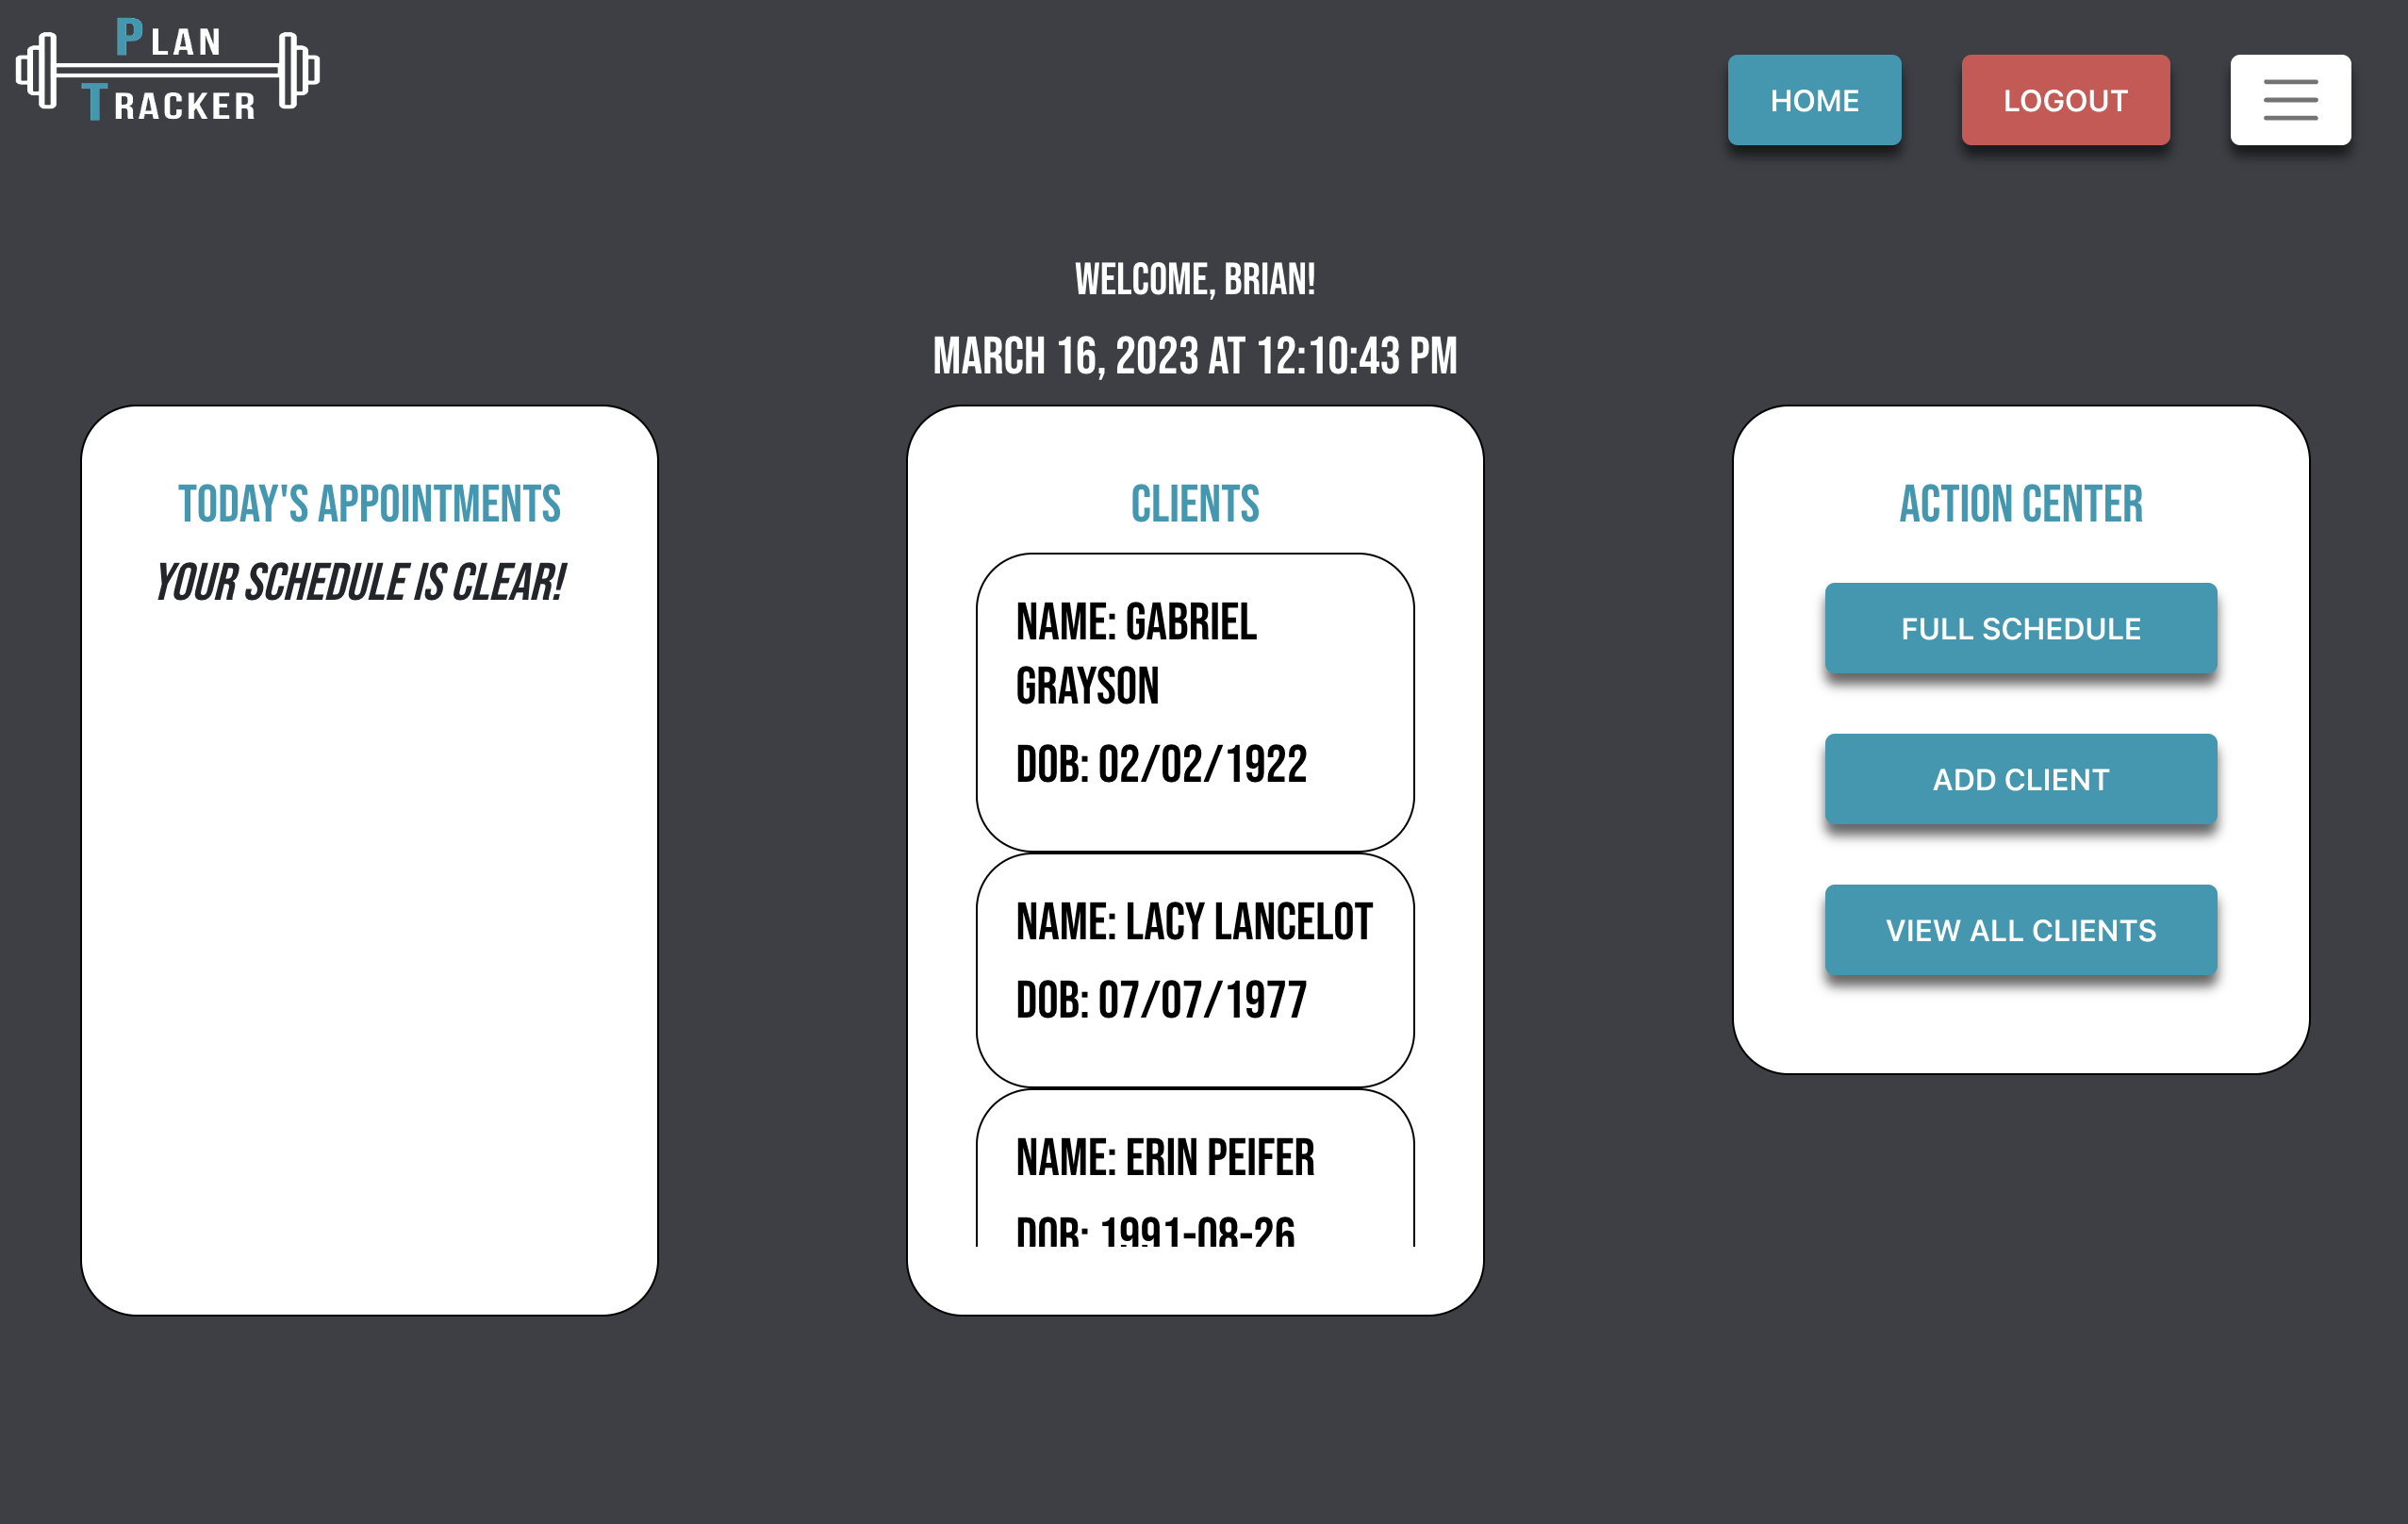 PLAN
TRACKER
HOME
LOGOUT
WELCOME, BRIAN!
MARCH 16, 2023 AT 12:10:43 PM
TODAY'S APPOINTMENTS
YOUR SCHEDULE IS CLEAR!
CLIENTS
NAME: GABRIEL
GRAYSON
DOB: 02/02/1922
NAME: LACY LANCELOT
DOB: 07/07/1977
NAME: ERIN PEIFER
DOB: 1991-08-26
ACTION CENTER
FULL SCHEDULE
ADD CLIENT
VIEW ALL CLIENTS